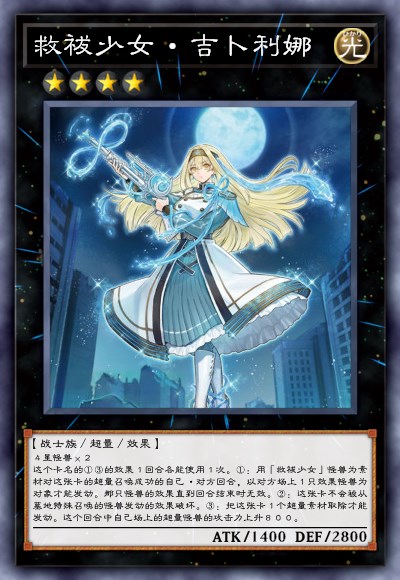 救祓少女·吉卜利娜
光
ひかり
【战士族/超量/效果】
4星怪兽×2
这个卡名的①③的效果1回合各能使用1次。①：用「救祓少女」怪兽为素
材对这张卡的超量召唤成功的自己·对方回合，以对方场上1只效果怪兽为
对象才能发动。那只怪兽的效果直到回合结束时无效。②：这张卡不会被从
墓地特殊召唤的怪兽发动的效果破坏。③：把这张卡1个超量素材取除才能
发动。这个回合中自己场上的超量怪兽的攻击力上升800。
ATK/1400 DEF/2800